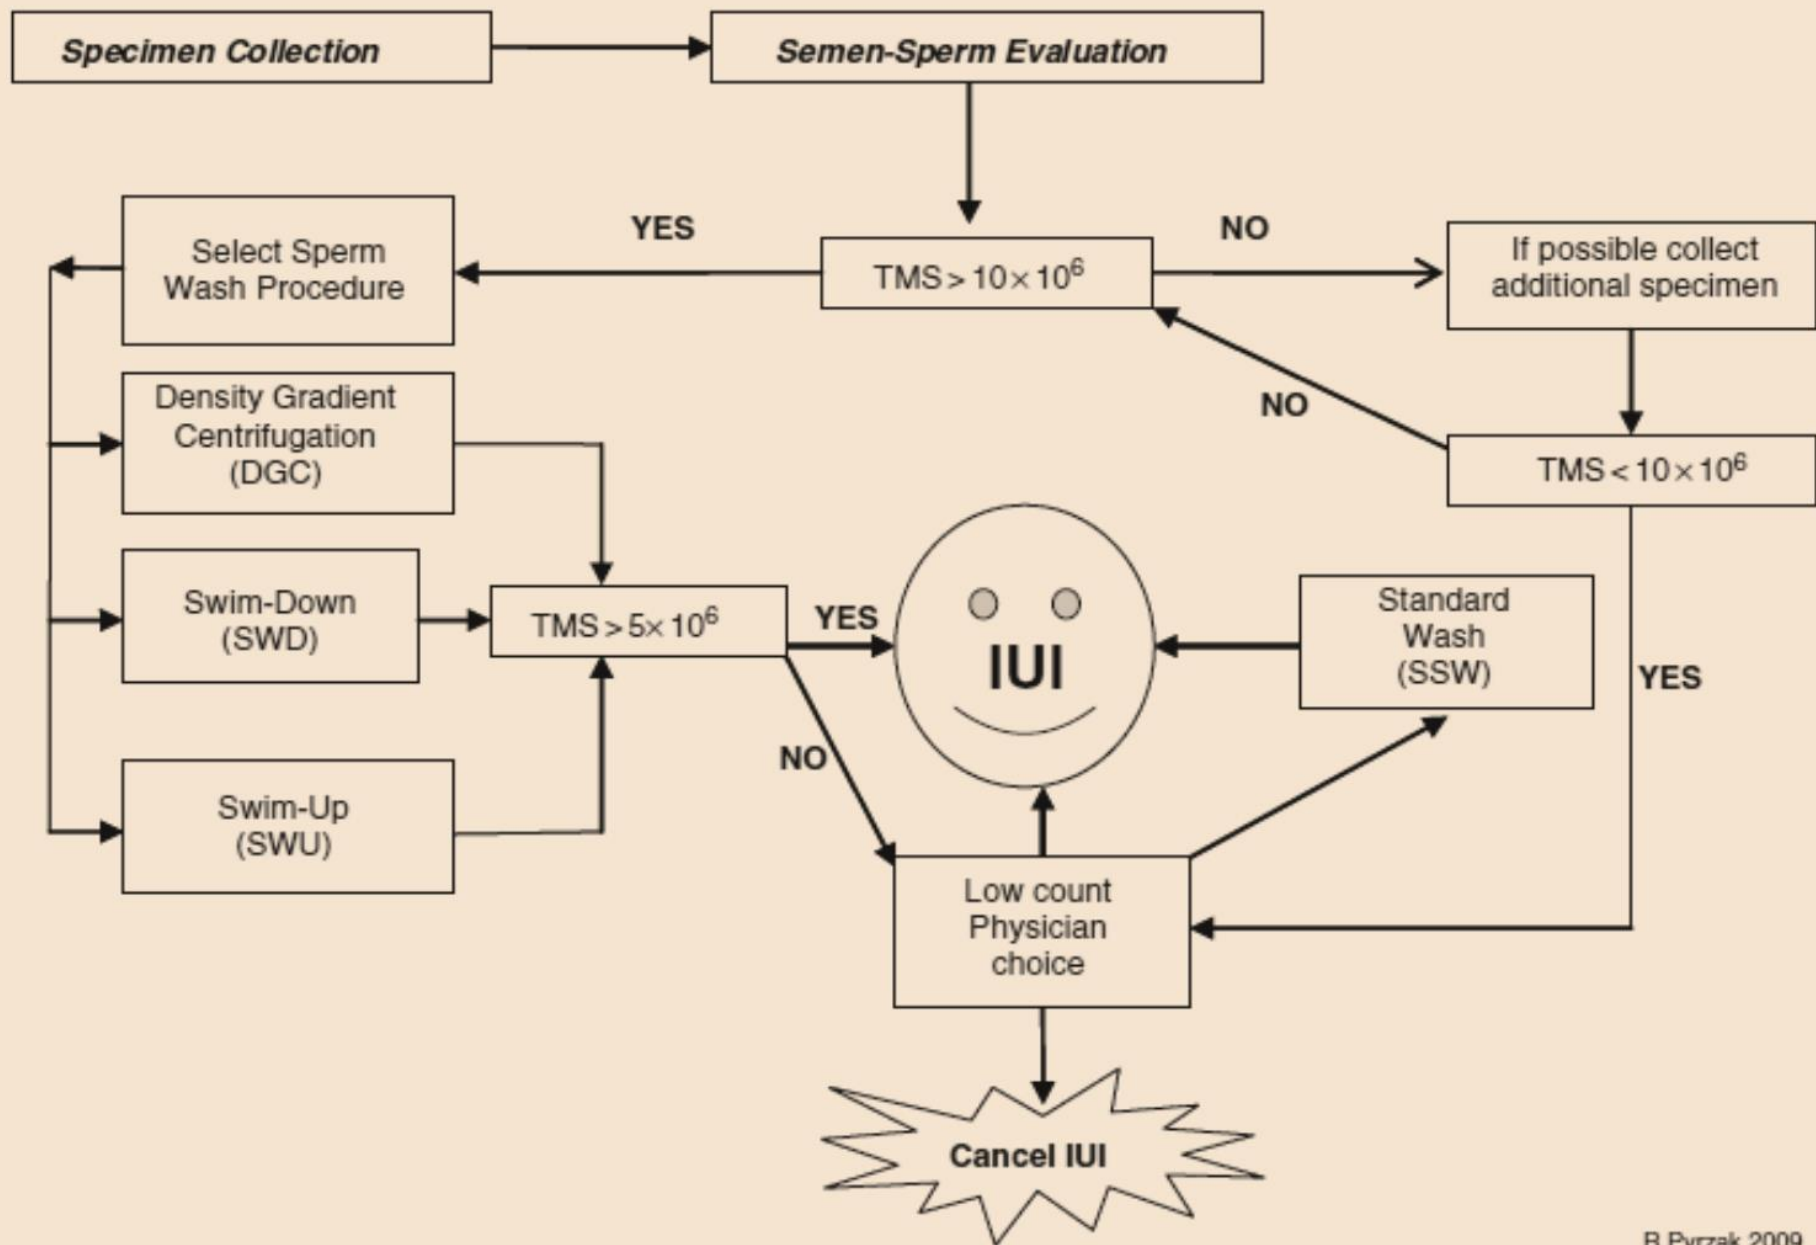 Specimen Collection
Semen-Sperm Evaluation
YES
NO
Select Sperm
Wash Procedure
TMS > 10 × 10⁶
If possible collect
additional specimen
NO
Density Gradient
Centrifugation
(DGC)
TMS < 10 × 10⁶
Swim-Down
(SWD)
TMS > 5 × 10⁶
YES
IUI
Standard
Wash
(SSW)
YES
NO
Swim-Up
(SWU)
Low count
Physician
choice
Cancel IUI
R Pyrzak 2009